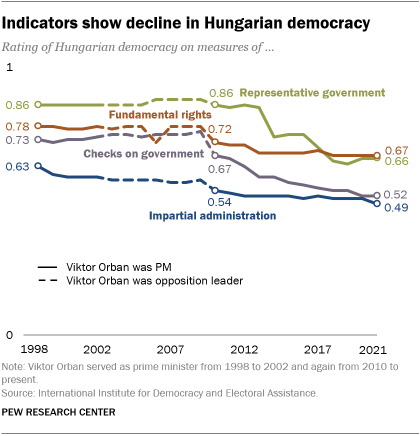 Indicators show decline in Hungarian democracy
Rating of Hungarian democracy on measures of ...
1
0.86
0.86
Representative government
0.78
Fundamental rights
0.72
0.73
Checks on government
0.67
0.67
0.66
0.63
0.54
Impartial administration
0.52
0.49
Viktor Orban was PM
Viktor Orban was opposition leader
0
1998
2002
2007
2012
2017
2021
Note: Viktor Orban served as prime minister from 1998 to 2002 and again from 2010 to
present.
Source: International Institute for Democracy and Electoral Assistance.
PEW RESEARCH CENTER